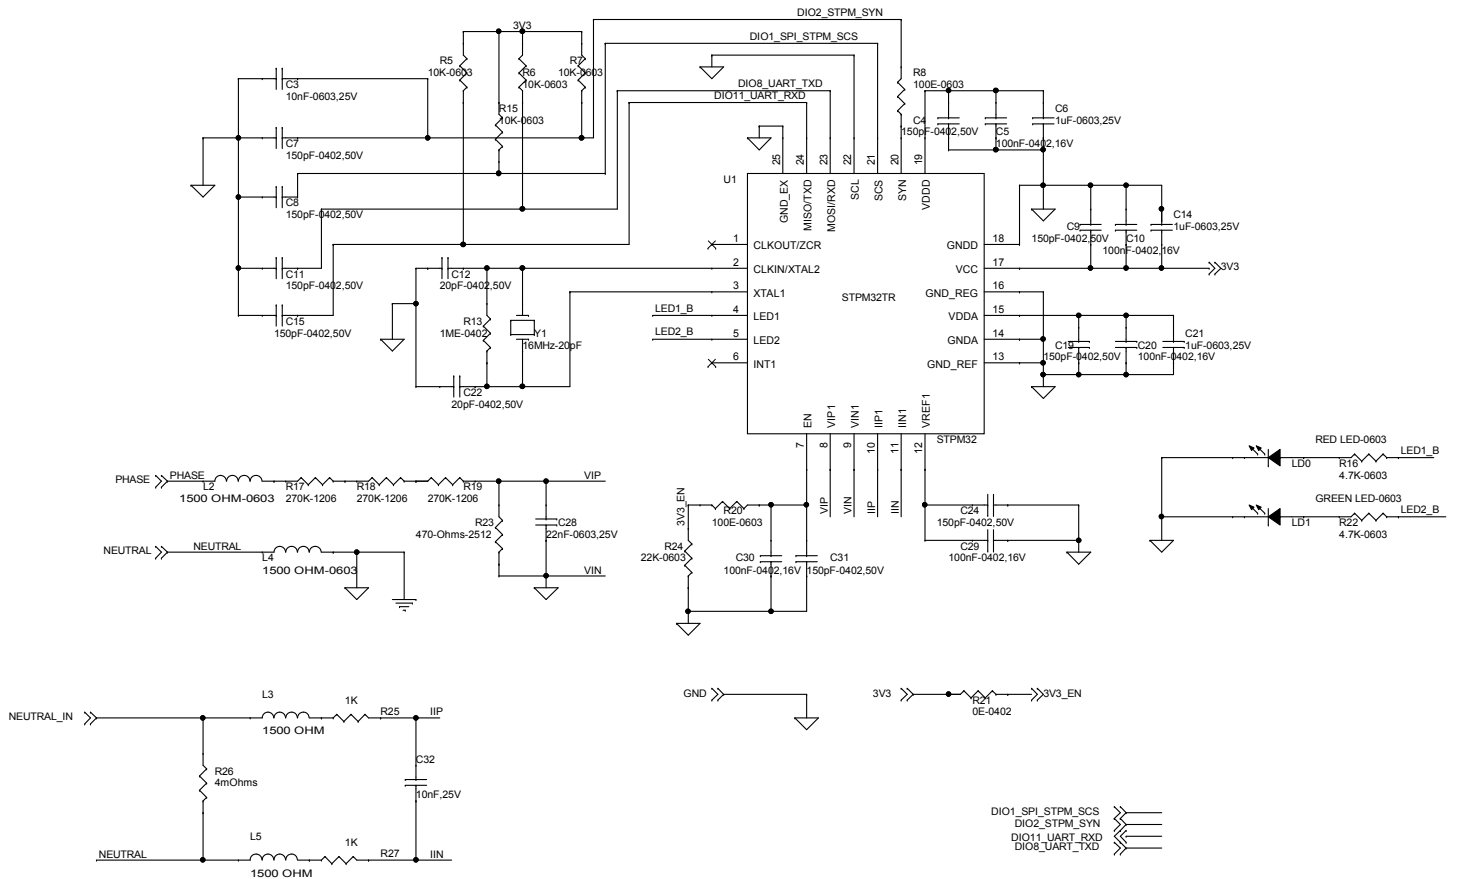 DIO2_STPM_SYN
3V3
DIO1_SPI_STPM_SCS
R5
10K-0603
R6
10K-0603
R7
10K-0603
C3
10nF-0603,25V
DIO8_UART_TXD
DIO11_UART_RXD
R8
100E-0603
R15
10K-0603
C4
150pF-0402,50V
C5
100nF-0402,16V
C6
1uF-0603,25V
C7
150pF-0402,50V
25
24
23
22
21
20
19
U1
GND_EX
MISO/TXD
MOSI/RXD
SCL
SCS
SYN
VDDD
C8
150pF-0402,50V
C9
150pF-0402,50V
C10
100nF-0402,16V
C14
1uF-0603,25V
1
CLKOUT/ZCR
GNDD
18
2
CLKIN/XTAL2
VCC
17
3V3
C11
150pF-0402,50V
C12
20pF-0402,50V
3
XTAL1
STPM32TR
GND_REG
16
C15
150pF-0402,50V
R13
1ME-0402
Y1
16MHz-20pF
LED1_B
4
LED1
VDDA
15
LED2_B
5
LED2
GNDA
14
C19
150pF-0402,50V
C20
100nF-0402,16V
C21
1uF-0603,25V
6
INT1
GND_REF
13
C22
20pF-0402,50V
EN
VIP1
VIN1
IIP1
IIN1
VREF1
STPM32
7
8
9
10
11
12
RED LED-0603
LED1_B
LD0
R16
4.7K-0603
GREEN LED-0603
LED2_B
LD1
R22
4.7K-0603
PHASE
PHASE
L2
1500 OHM-0603
R17
270K-1206
R18
270K-1206
R19
270K-1206
VIP
R23
470-Ohms-2512
C28
22nF-0603,25V
VIN
NEUTRAL
NEUTRAL
L4
1500 OHM-0603
3V3_EN
R20
100E-0603
VIP
VIN
IIP
IIN
C24
150pF-0402,50V
C29
100nF-0402,16V
R24
22K-0603
C30
100nF-0402,16V
C31
150pF-0402,50V
GND
3V3
R21
0E-0402
3V3_EN
NEUTRAL_IN
L3
1500 OHM
1K
R25
IIP
R26
4mOhms
C32
10nF,25V
NEUTRAL
L5
1500 OHM
1K
R27
IIN
DIO1_SPI_STPM_SCS
DIO2_STPM_SYN
DIO11_UART_RXD
DIO8_UART_TXD